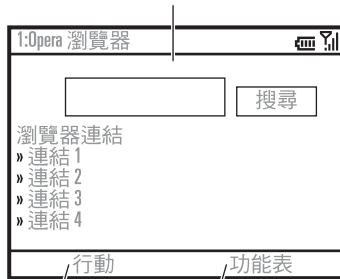 1:Opera 瀏覽器
搜尋
瀏覽器連結
» 連結 1
» 連結 2
» 連結 3
» 連結 4
行動 功能表